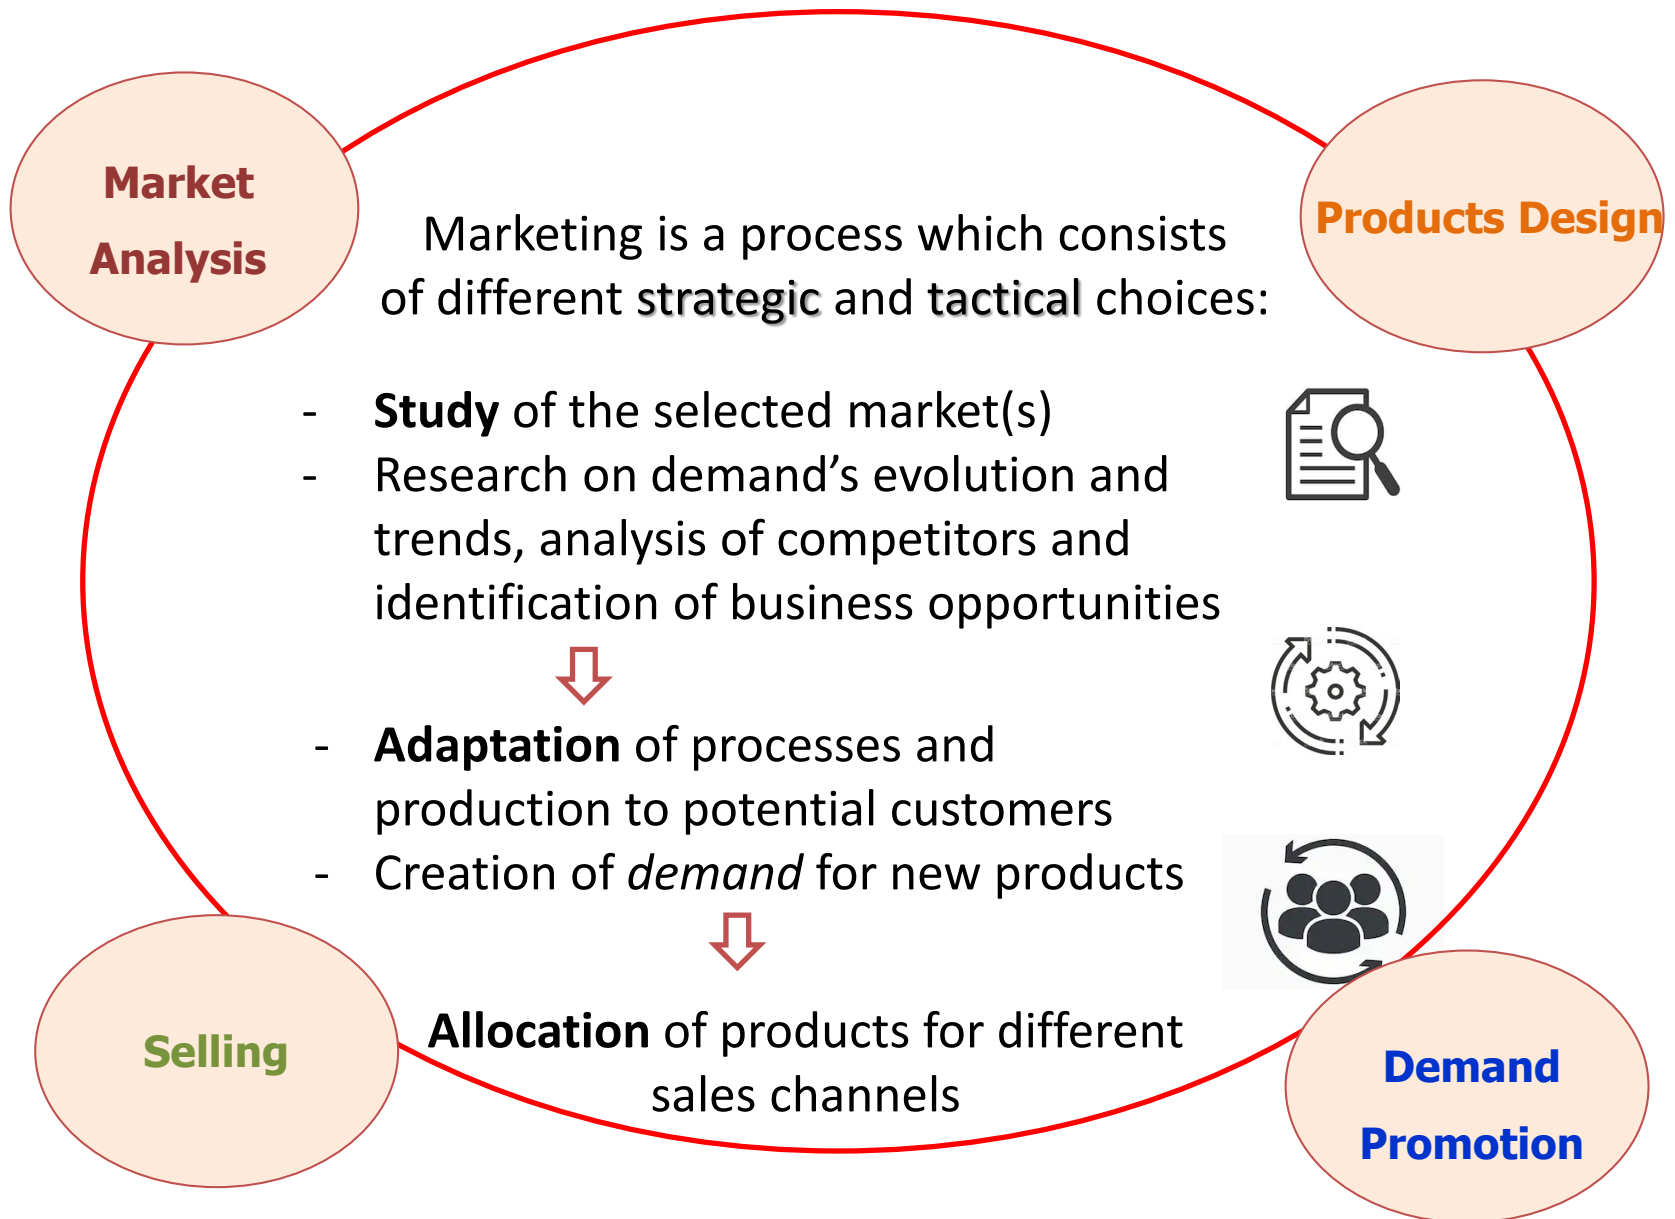 Market
Analysis
Products Design
Marketing is a process which consists
of different strategic and tactical choices:
- Study of the selected market(s)
- Research on demand’s evolution and
trends, analysis of competitors and
identification of business opportunities
- Adaptation of processes and
production to potential customers
- Creation of demand for new products
Allocation of products for different
sales channels
Selling
Demand
Promotion